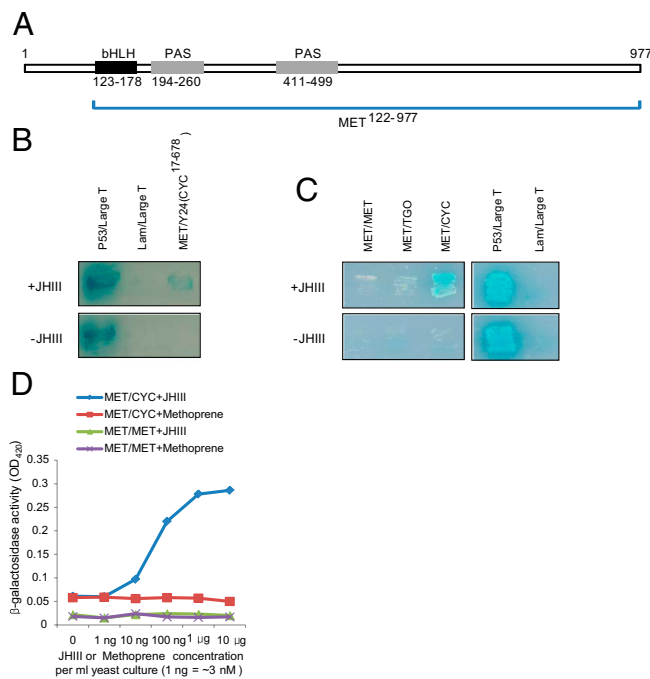 A
1 bHLH PAS PAS 977
123-178 194-260 411-499
MET122-977
B
P53/Large T
Lam/Large T
MET/Y24(CYC17-678)
+JHIII
-JHIII
C
MET/MET
MET/TGO
MET/CYC
P53/Large T
Lam/Large T
+JHIII
-JHIII
D
MET/CYC+JHIII
MET/CYC+Methoprene
MET/MET+JHIII
MET/MET+Methoprene
β-galactosidase activity (OD420)
0.35
0.3
0.25
0.2
0.15
0.1
0.05
0
0 1 ng 10 ng 100 ng 1 µg 10 µg
JHIII or Methoprene concentration
per ml yeast culture (1 ng = ~3 nM )